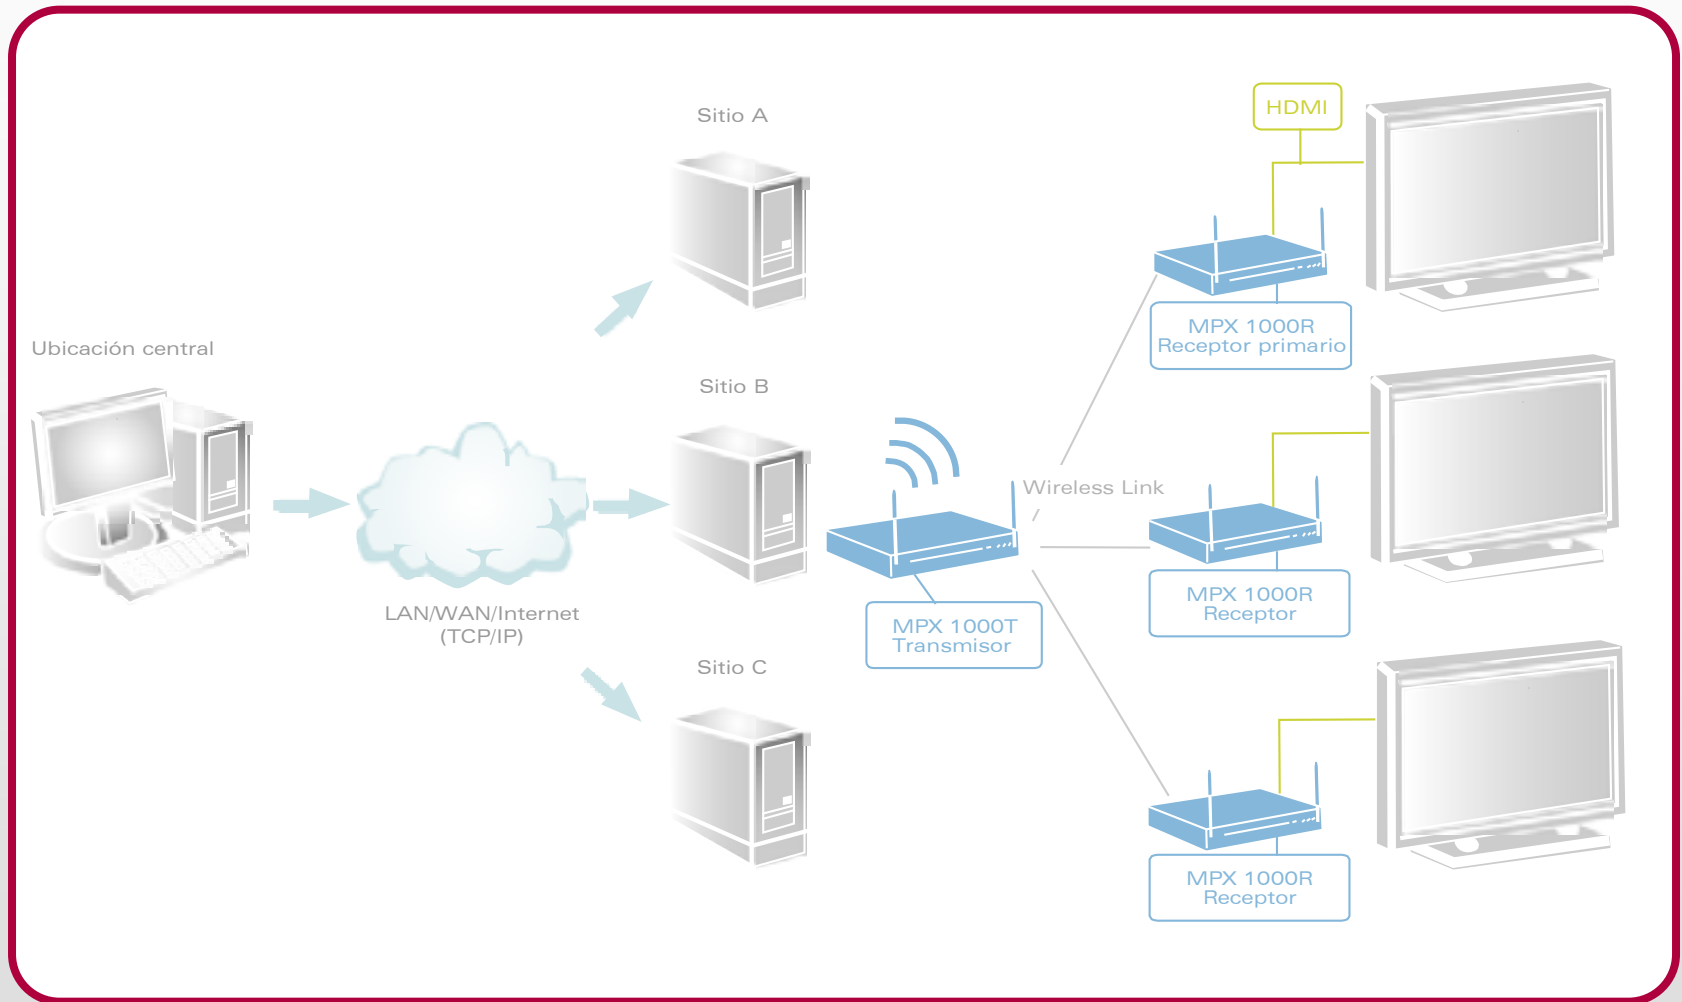 Ubicación central
LAN/WAN/Internet
(TCP/IP)
Sitio A
Sitio B
Sitio C
MPX 1000T
Transmisor
Wireless Link
HDMI
MPX 1000R
Receptor primario
MPX 1000R
Receptor
MPX 1000R
Receptor